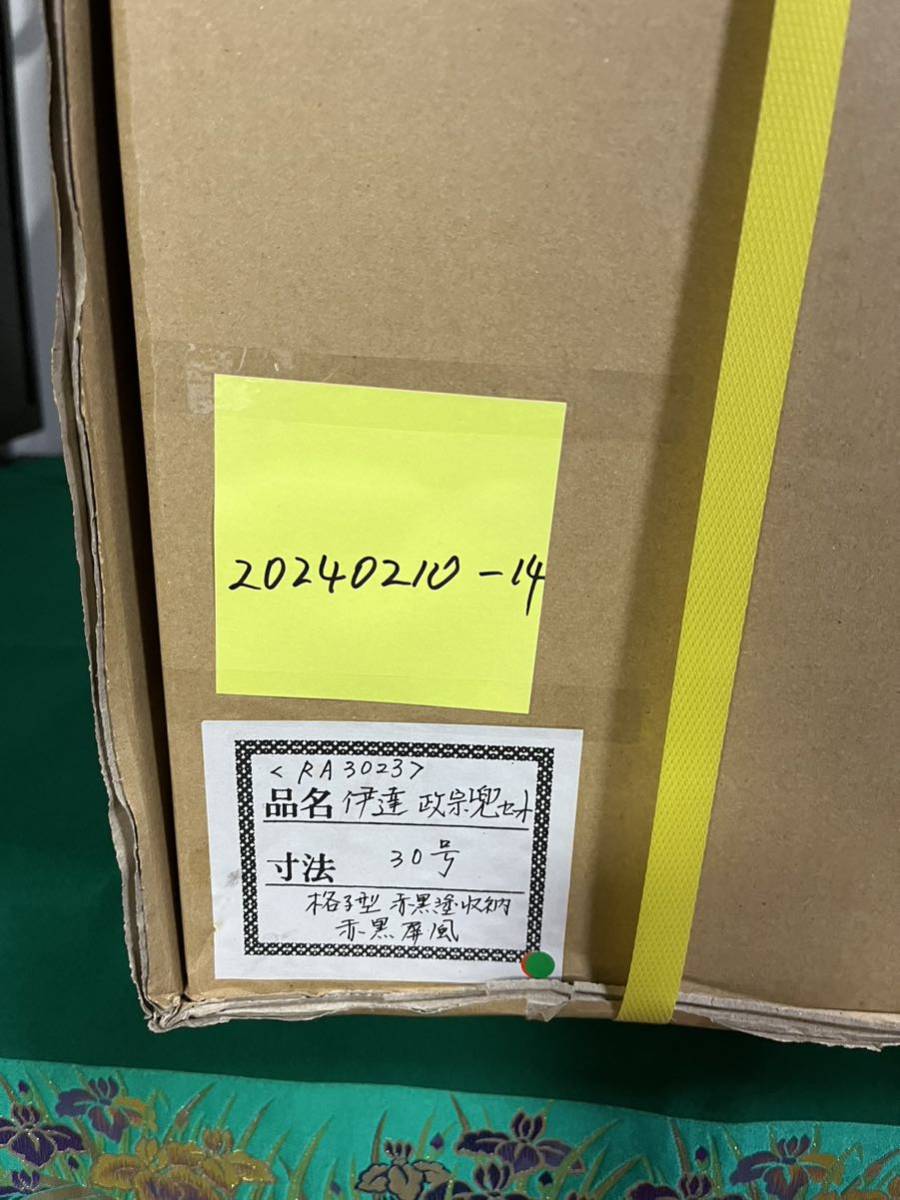 20240210-14
<RA3023>
品名 伊達政宗兜セット
寸法 30号
格子型 赤黒塗収納
赤黒屏風